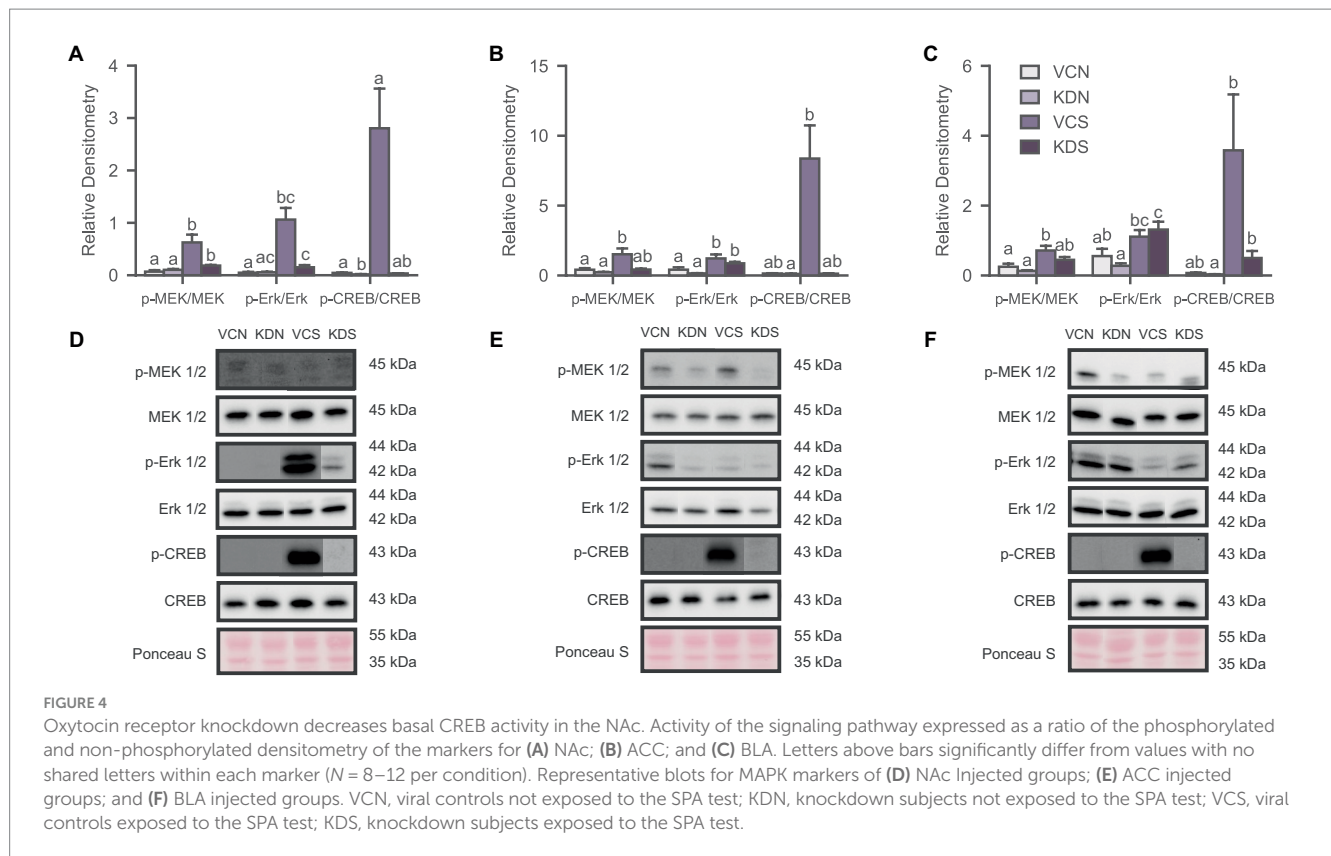 A
Relative Densitometry
4
3
2
1
0
a
a
b
b
a
ac
bc
c
a
b
a
ab
p-MEK/MEK
p-Erk/Erk
p-CREB/CREB
B
Relative Densitometry
15
10
5
0
a
a
b
ab
a
a
b
b
a
a
b
ab
p-MEK/MEK
p-Erk/Erk
p-CREB/CREB
C
Relative Densitometry
6
4
2
0
VCN
KDN
VCS
KDS
a
a
b
ab
ab
a
bc
c
a
a
b
ab
p-MEK/MEK
p-Erk/Erk
p-CREB/CREB
D
VCN KDN VCS KDS
p-MEK 1/2 45 kDa
MEK 1/2 45 kDa
p-Erk 1/2 44 kDa
42 kDa
Erk 1/2 44 kDa
42 kDa
p-CREB 43 kDa
CREB 43 kDa
Ponceau S 55 kDa
35 kDa
E
VCN KDN VCS KDS
p-MEK 1/2 45 kDa
MEK 1/2 45 kDa
p-Erk 1/2 44 kDa
42 kDa
Erk 1/2 44 kDa
42 kDa
p-CREB 43 kDa
CREB 43 kDa
Ponceau S 55 kDa
35 kDa
F
VCN KDN VCS KDS
p-MEK 1/2 45 kDa
MEK 1/2 45 kDa
p-Erk 1/2 44 kDa
42 kDa
Erk 1/2 44 kDa
42 kDa
p-CREB 43 kDa
CREB 43 kDa
Ponceau S 55 kDa
35 kDa
FIGURE 4
Oxytocin receptor knockdown decreases basal CREB activity in the NAc. Activity of the signaling pathway expressed as a ratio of the phosphorylated
and non-phosphorylated densitometry of the markers for (A) NAc; (B) ACC; and (C) BLA. Letters above bars significantly differ from values with no
shared letters within each marker (N = 8–12 per condition). Representative blots for MAPK markers of (D) NAc Injected groups; (E) ACC injected
groups; and (F) BLA injected groups. VCN, viral controls not exposed to the SPA test; KDN, knockdown subjects not exposed to the SPA test; VCS, viral
controls exposed to the SPA test; KDS, knockdown subjects exposed to the SPA test.